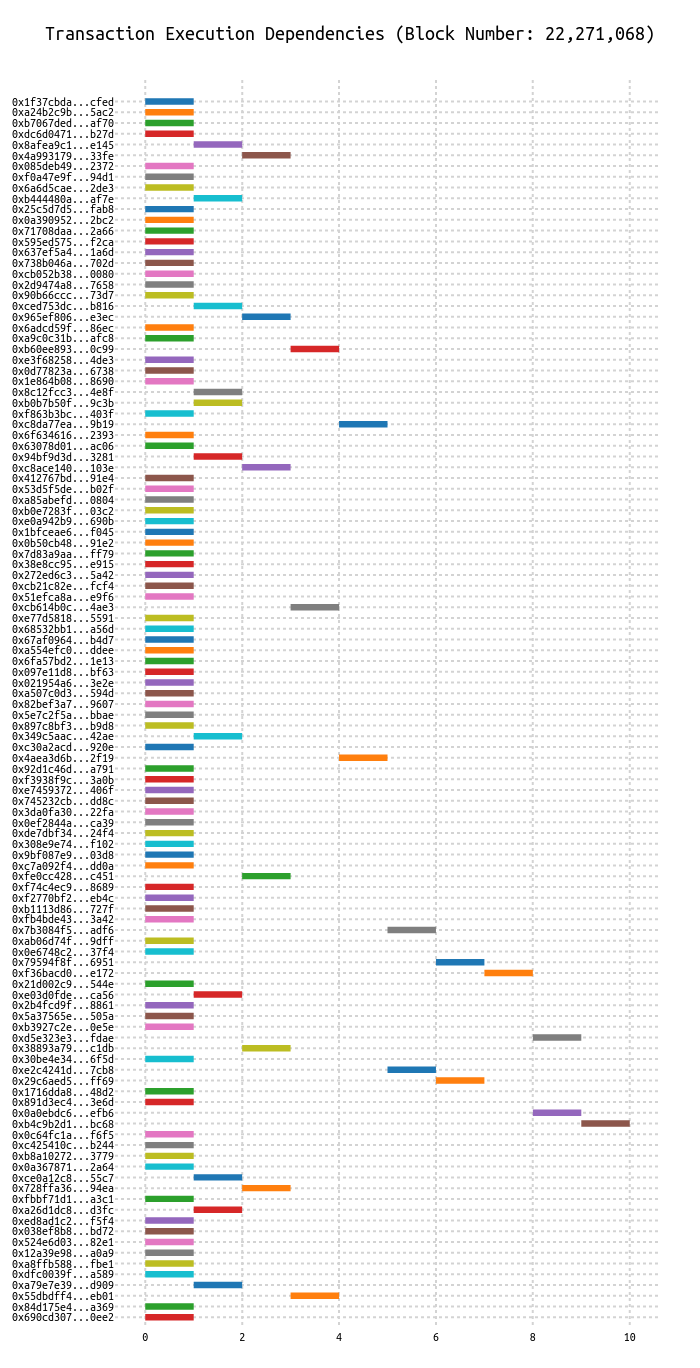 Transaction Execution Dependencies (Block Number: 22,271,068)
0x1f37cbda...cfed
0xa24b2c9b...5ac2
0xb7067ded...af70
0xdc6d0471...b27d
0x8afea9c1...e145
0x4a993179...33fe
0x085deb49...2372
0xf0a47e9f...94d1
0x6a6d5cae...2de3
0xb444480a...af7e
0x25c5d7d5...fab8
0x0a390952...2bc2
0x71708daa...2a66
0x595ed575...f2ca
0x637ef5a4...1a6d
0x738b046a...702d
0xcb052b38...0080
0x2d9474a8...7658
0x90b66ccc...73d7
0xced753dc...b816
0x965ef806...e3ec
0x6adcd59f...86ec
0xa9c0c31b...afc8
0xb60ee893...0c99
0xe3f68258...4de3
0x0d77823a...6738
0x1e864b08...8690
0x8c12fcc3...4e8f
0xb0b7b50f...9c3b
0xf863b3bc...403f
0xc8da77ea...9b19
0x6f634616...2393
0x63078d01...ac06
0x94bf9d3d...3281
0xc8ace140...103e
0x412767bd...91e4
0x53d5f5de...b02f
0xa85abefd...0804
0xb0e7283f...03c2
0xe0a942b9...690b
0x1bfceae6...f045
0x0b50cb48...91e2
0x7d83a9aa...ff79
0x38e8cc95...e915
0x272ed6c3...5a42
0xcb21c82e...fcf4
0x51efca8a...e9f6
0xcb614b0c...4ae3
0xe77d5818...5591
0x68532bb1...a56d
0x67af0964...b4d7
0xa554efc0...ddee
0x6fa57bd2...1e13
0x097e11d8...bf63
0x021954a6...3e2e
0xa507c0d3...594d
0x82bef3a7...9607
0x5e7c2f5a...bbae
0x897c8bf3...b9d8
0x349c5aac...42ae
0xc30a2acd...920e
0x4aea3d6b...2f19
0x92d1c46d...a791
0xf3938f9c...3a0b
0xe7459372...406f
0x745232cb...dd8c
0x3da0fa30...22fa
0x0ef2844a...ca39
0xde7dbf34...24f4
0x308e9e74...f102
0x9bf087e9...03d8
0xc7a092f4...dd0a
0xfe0cc428...c451
0xf74c4ec9...8689
0xf2770bf2...eb4c
0xb1113d86...727f
0xfb4bde43...3a42
0x7b3084f5...adf6
0xab06d74f...9dff
0x0e6748c2...37f4
0x79594f8f...6951
0xf36bacd0...e172
0x21d002c9...544e
0xe03d0fde...ca56
0x2b4fcd9f...8861
0x5a37565e...505a
0xb3927c2e...0e5e
0xd5e323e3...fdae
0x38893a79...c1db
0x30be4e34...6f5d
0xe2c4241d...7cb8
0x29c6aed5...ff69
0x1716dda8...48d2
0x891d3ec4...3e6d
0x0a0ebdc6...efb6
0xb4c9b2d1...bc68
0x0c64fc1a...f6f5
0xc425410c...b244
0xb8a10272...3779
0x0a367871...2a64
0xce0a12c8...55c7
0x728ffa36...94ea
0xfbbf71d1...a3c1
0xa26d1dc8...d3fc
0xed8ad1c2...f5f4
0x038ef8b8...bd72
0x524e6d03...82e1
0x12a39e98...a0a9
0xa8ffb588...fbe1
0xdfc0039f...a589
0xa79e7e39...d909
0x55dbdff4...eb01
0x84d175e4...a369
0x690cd307...0ee2
0 2 4 6 8 10